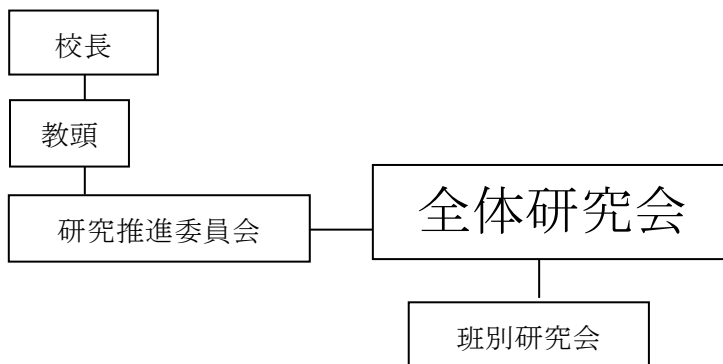 校長
教頭
研究推進委員会
全体研究会
班別研究会